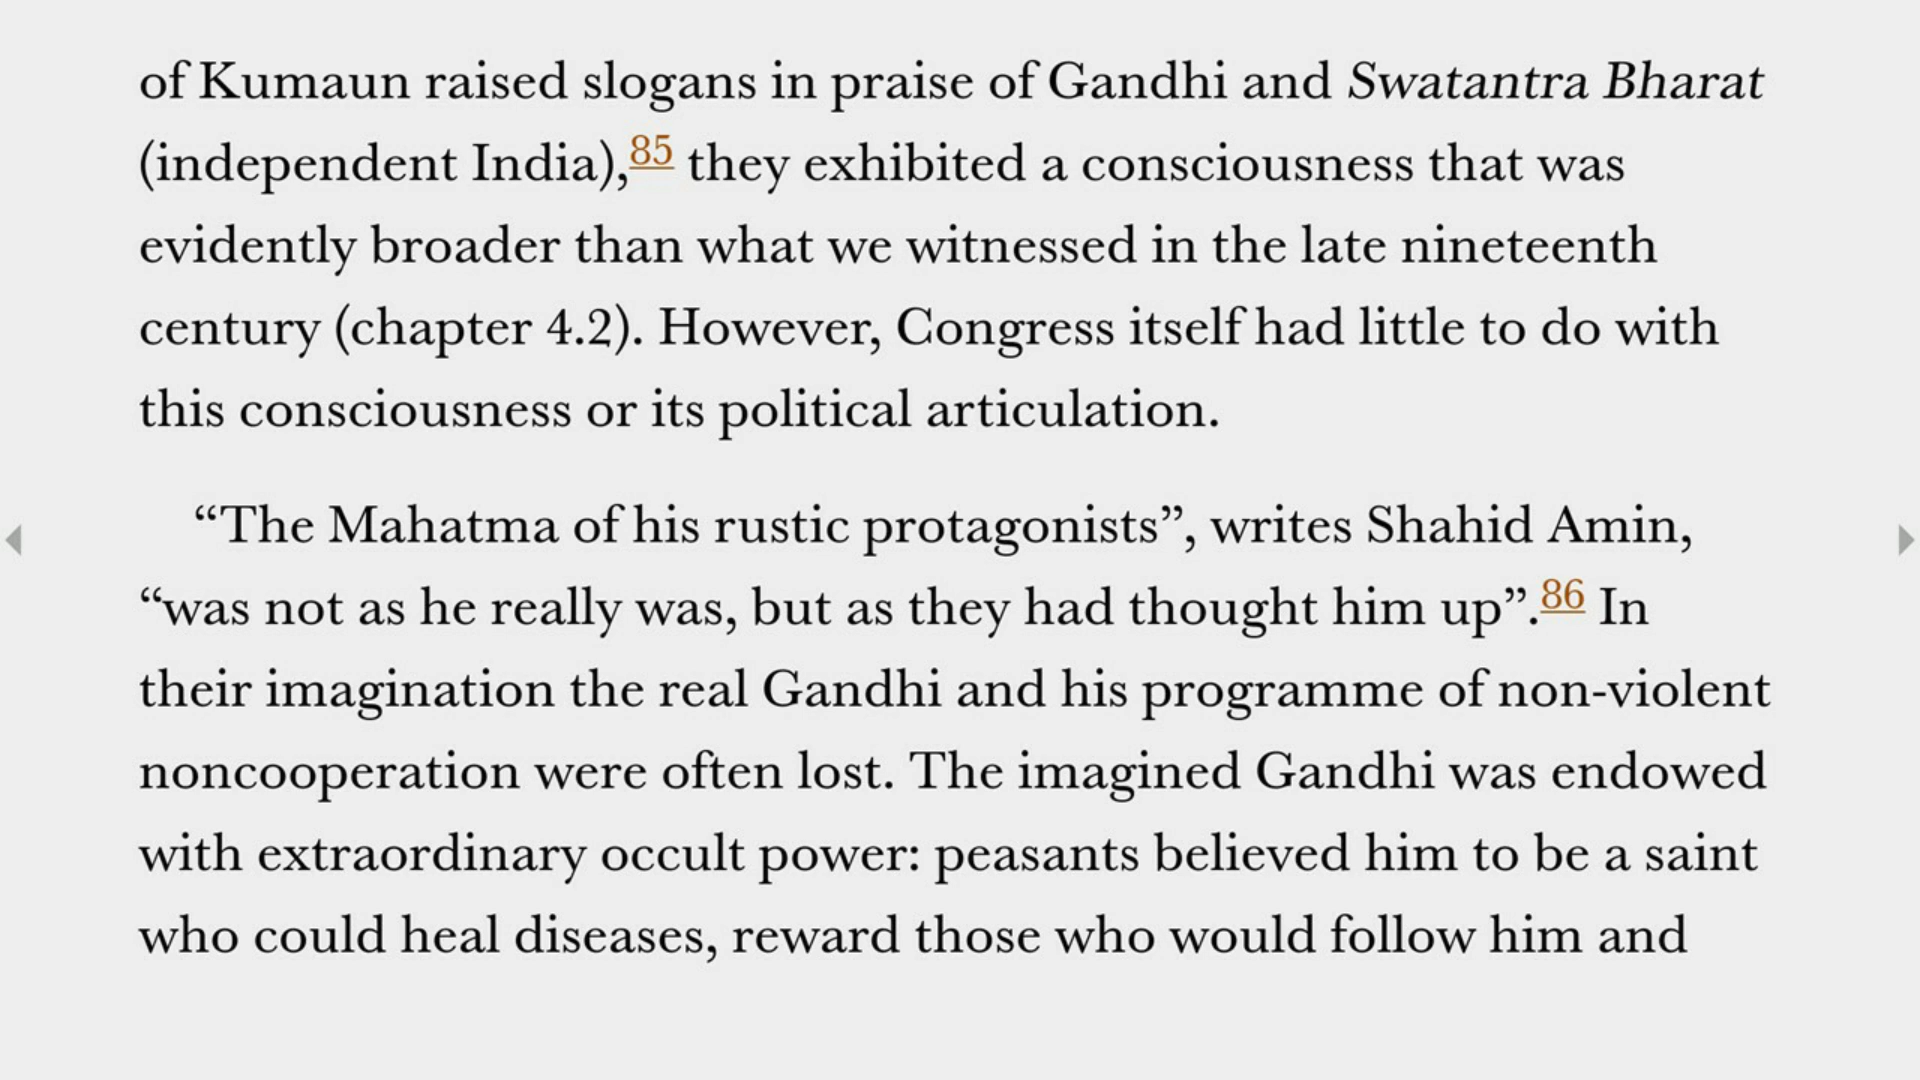 of Kumaun raised slogans in praise of Gandhi and Swatantra Bharat
(independent India),85 they exhibited a consciousness that was
evidently broader than what we witnessed in the late nineteenth
century (chapter 4.2). However, Congress itself had little to do with
this consciousness or its political articulation.
“The Mahatma of his rustic protagonists”, writes Shahid Amin,
“was not as he really was, but as they had thought him up”.86 In
their imagination the real Gandhi and his programme of non-violent
noncooperation were often lost. The imagined Gandhi was endowed
with extraordinary occult power: peasants believed him to be a saint
who could heal diseases, reward those who would follow him and